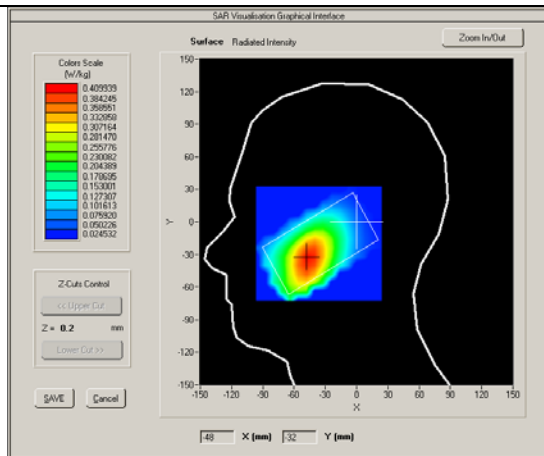 SAR Visualisation Graphical Interface
Surface Radiated Intensity
Zoom In/Out
Colors Scale
(W/kg)
0.409939
0.384245
0.358551
0.332858
0.307164
0.281470
0.255776
0.230082
0.204389
0.178695
0.153001
0.127307
0.101613
0.075920
0.050226
0.024532
150
120
90
60
30
0
-30
-60
-90
-120
-150
Y
-150 -120 -90 -60 -30 0 30 60 90 120 150
X
Z-Cuts Control
<< Upper Cut
Z = 0.2 mm
Lower Cut >>
SAVE Cancel
-48 X (mm) -32 Y (mm)